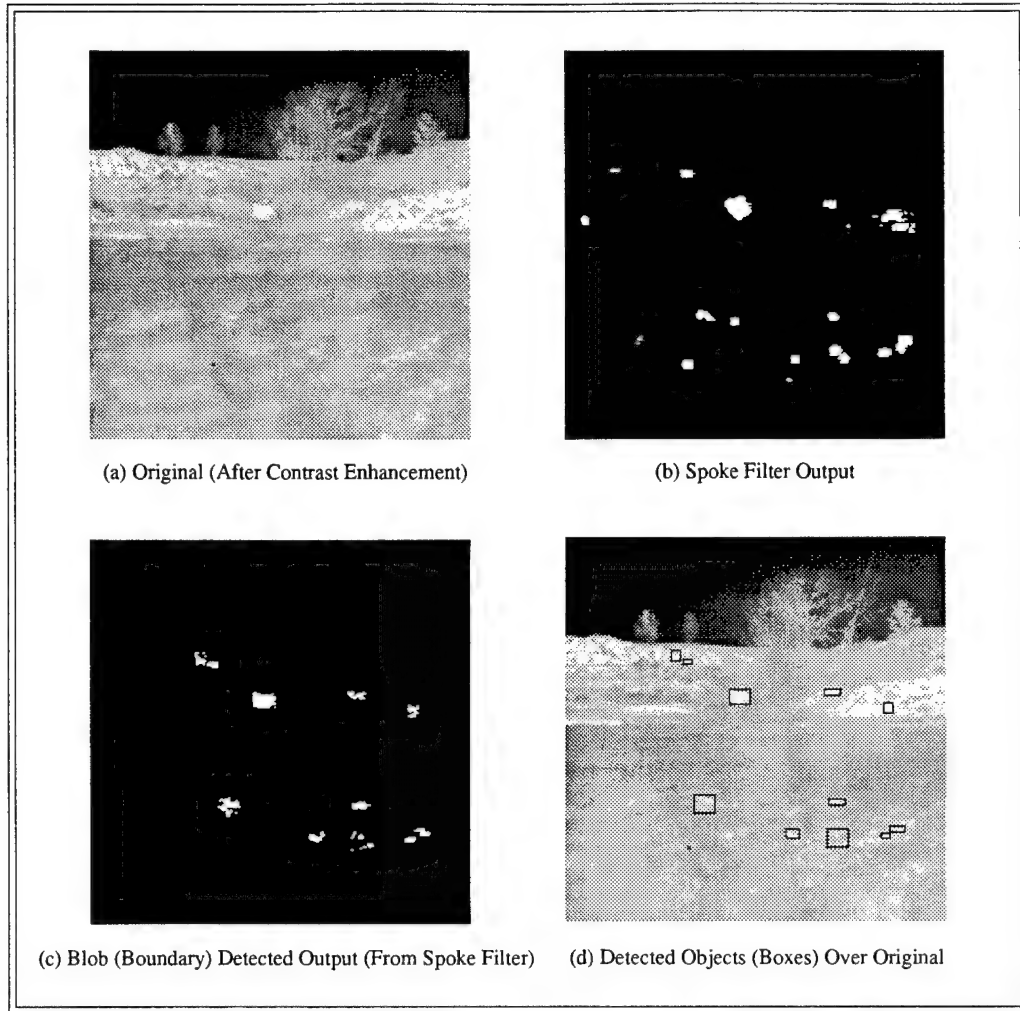 (a) Original (After Contrast Enhancement)
(b) Spoke Filter Output
(c) Blob (Boundary) Detected Output (From Spoke Filter)
(d) Detected Objects (Boxes) Over Original